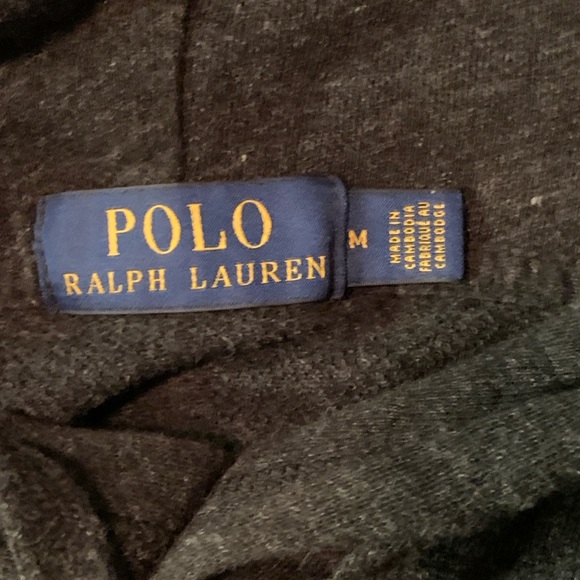 POLO
RALPH LAUREN
M
MADE IN
CAMBODIA
FABRIQUÉ AU
CAMBODGE